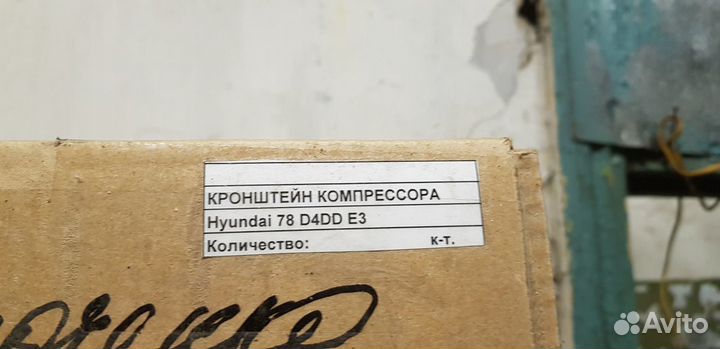 КРОНШТЕЙН КОМПРЕССОРА
Hyundai 78 D4DD E3
Количество: к-т.
Avito